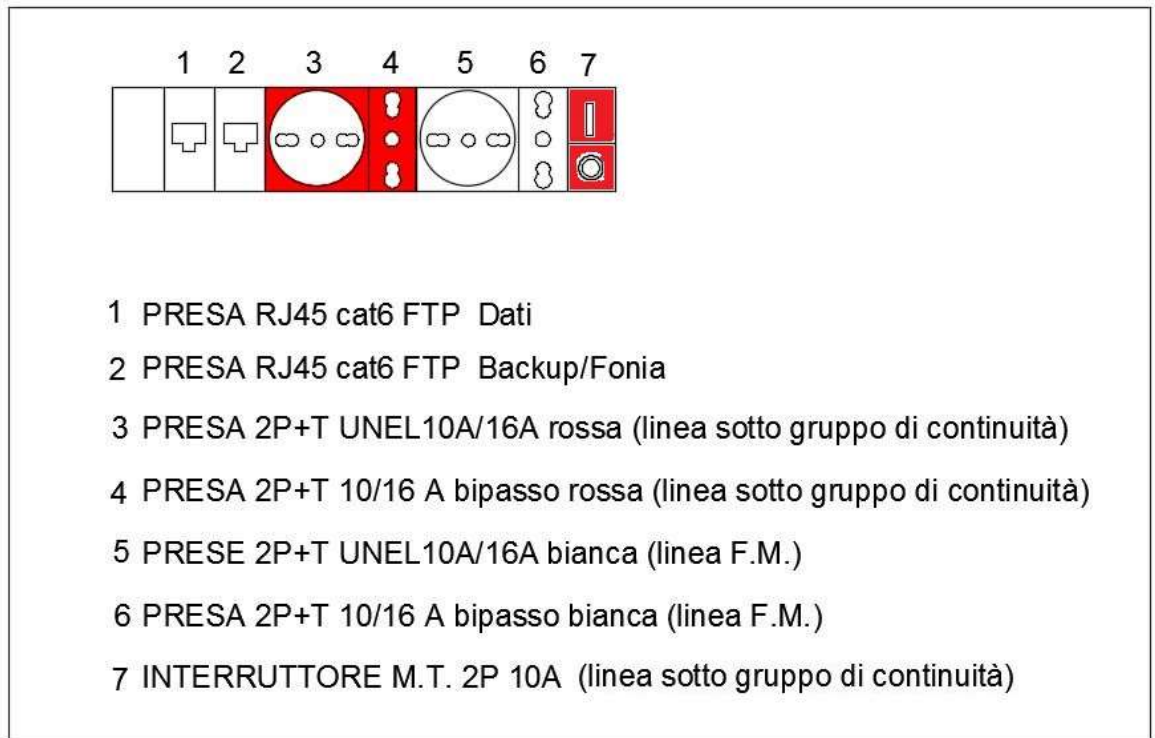 1 2 3 4 5 6 7
1 PRESA RJ45 cat6 FTP Dati
2 PRESA RJ45 cat6 FTP Backup/Fonia
3 PRESA 2P+T UNEL10A/16A rossa (linea sotto gruppo di continuità)
4 PRESA 2P+T 10/16 A bipasso rossa (linea sotto gruppo di continuità)
5 PRESE 2P+T UNEL10A/16A bianca (linea F.M.)
6 PRESA 2P+T 10/16 A bipasso bianca (linea F.M.)
7 INTERRUTTORE M.T. 2P 10A (linea sotto gruppo di continuità)